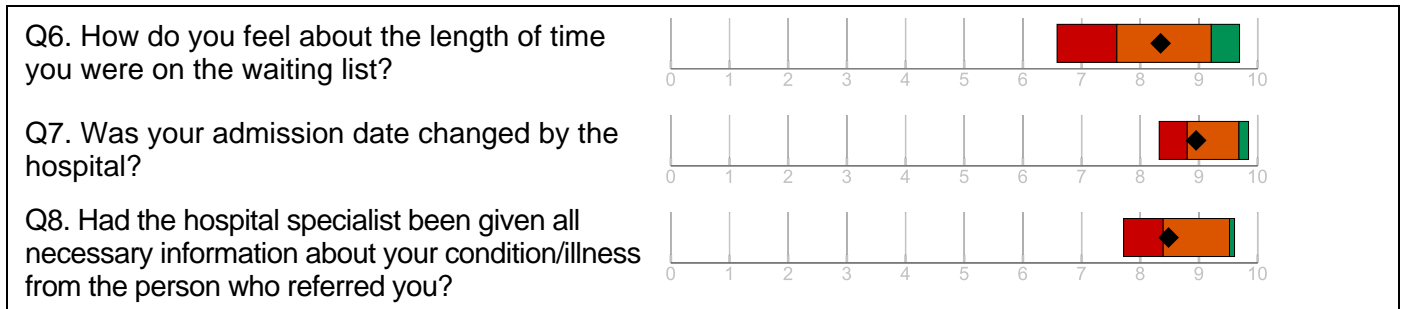 Q6. How do you feel about the length of time
you were on the waiting list?
0 1 2 3 4 5 6 7 8 9 10
Q7. Was your admission date changed by the
hospital?
0 1 2 3 4 5 6 7 8 9 10
Q8. Had the hospital specialist been given all
necessary information about your condition/illness
from the person who referred you?
0 1 2 3 4 5 6 7 8 9 10